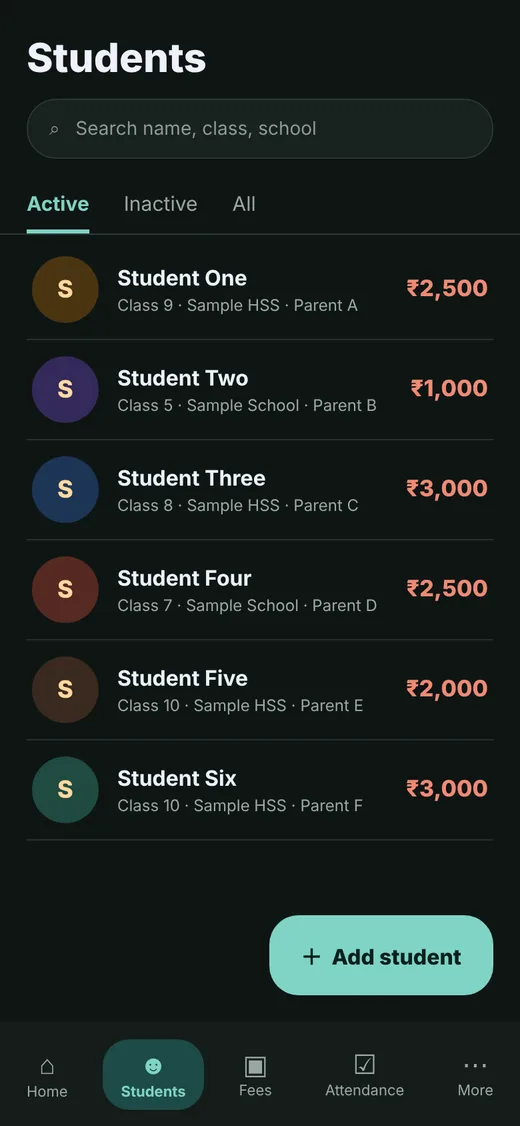 Students
Search name, class, school
Active Inactive All
S Student One ₹2,500
Class 9 · Sample HSS · Parent A
S Student Two ₹1,000
Class 5 · Sample School · Parent B
S Student Three ₹3,000
Class 8 · Sample HSS · Parent C
S Student Four ₹2,500
Class 7 · Sample School · Parent D
S Student Five ₹2,000
Class 10 · Sample HSS · Parent E
S Student Six ₹3,000
Class 10 · Sample HSS · Parent F
+ Add student
Home Students Fees Attendance More